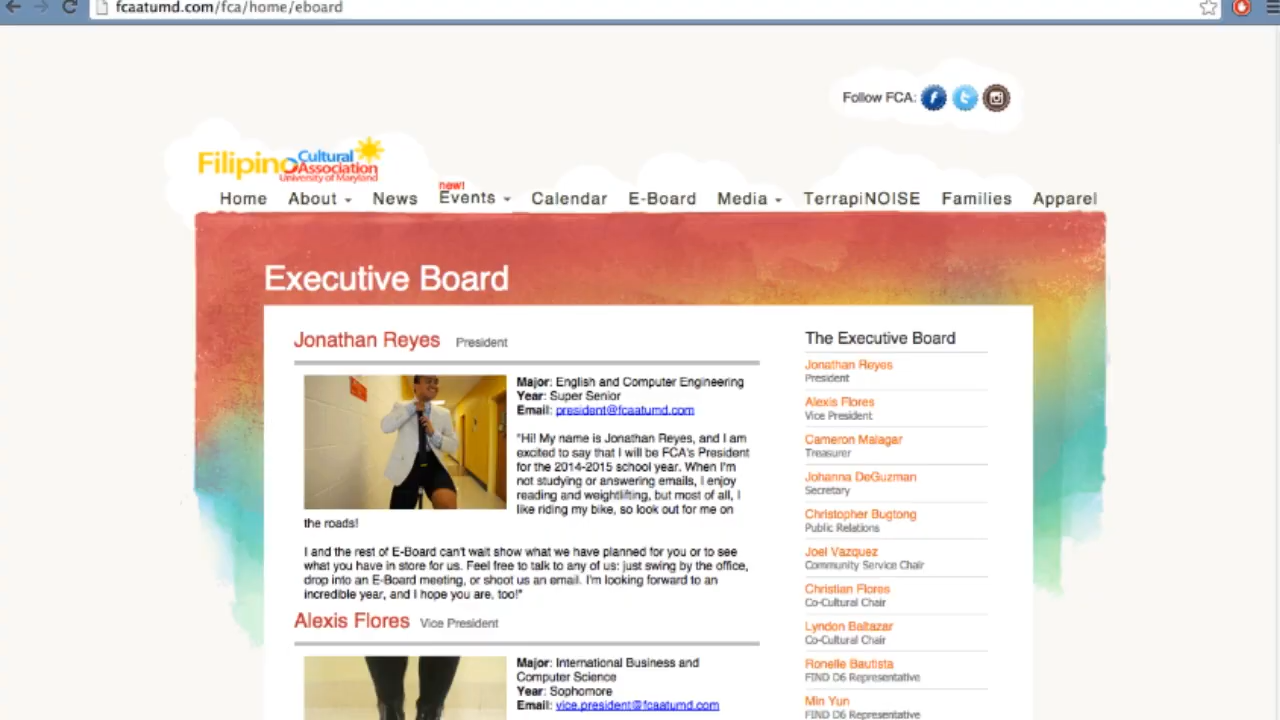 fcaatumd.com/fca/home/eboard
Follow FCA:
Filipino Cultural Association
University of Maryland
new!
Home About News Events Calendar E-Board Media TerrapiNOISE Families Apparel
Executive Board
Jonathan Reyes President
Major: English and Computer Engineering
Year: Super Senior
Email: president@fcaatumd.com
"Hi! My name is Jonathan Reyes, and I am
excited to say that I will be FCA's President
for the 2014-2015 school year. When I'm
not studying or answering emails, I enjoy
reading and weightlifting, but most of all, I
like riding my bike, so look out for me on
the roads!
I and the rest of E-Board can't wait show what we have planned for you or to see
what you have in store for us. Feel free to talk to any of us: just swing by the office,
drop into an E-Board meeting, or shoot us an email. I'm looking forward to an
incredible year, and I hope you are, too!"
Alexis Flores Vice President
Major: International Business and
Computer Science
Year: Sophomore
Email: vice.president@fcaatumd.com
The Executive Board
Jonathan Reyes
President
Alexis Flores
Vice President
Cameron Malagar
Treasurer
Johanna DeGuzman
Secretary
Christopher Bugtong
Public Relations
Joel Vazquez
Community Service Chair
Christian Flores
Co-Cultural Chair
Lyndon Baltazar
Co-Cultural Chair
Ronelle Bautista
FIND D6 Representative
Min Yun
FIND D6 Representative